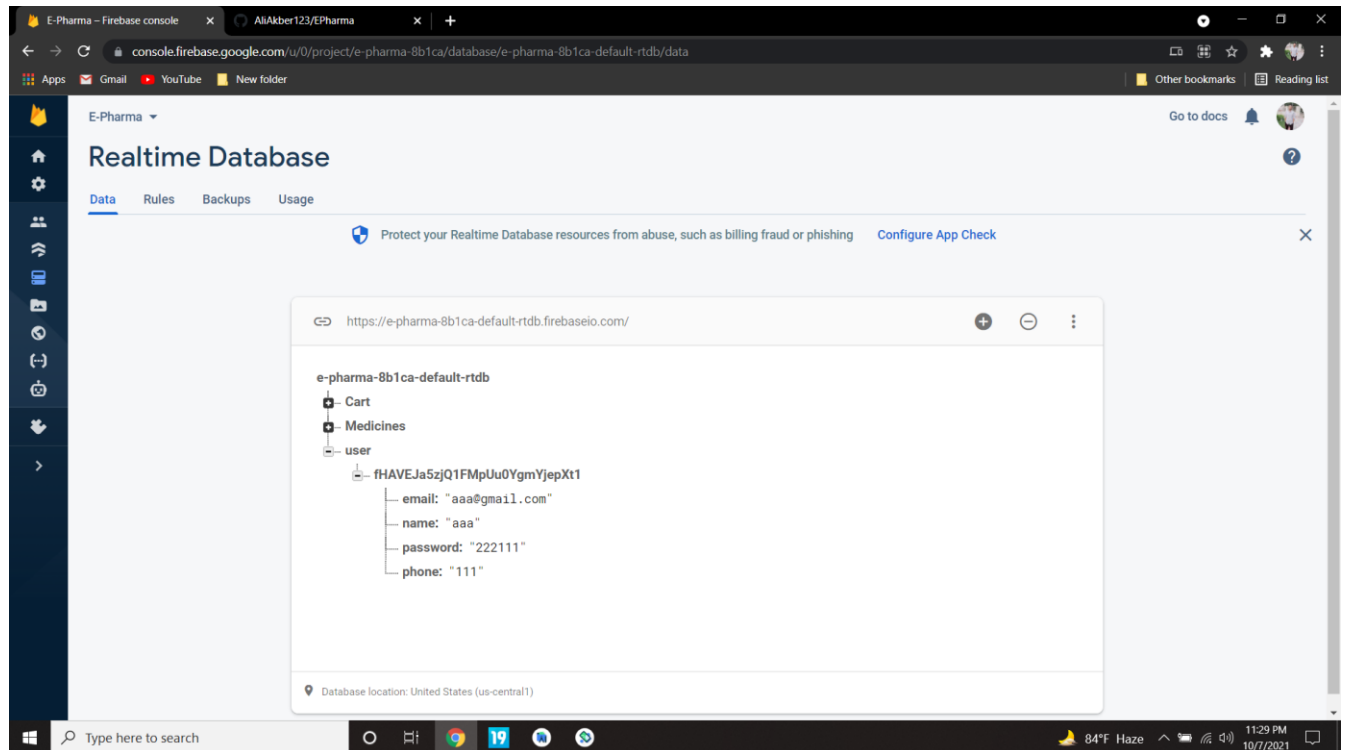 E-Pharma – Firebase console
AliAkber123/EPharma
console.firebase.google.com/u/0/project/e-pharma-8b1ca/database/e-pharma-8b1ca-default-rtdb/data
Apps Gmail YouTube New folder Other bookmarks Reading list
E-Pharma Go to docs
Realtime Database
Data Rules Backups Usage
Protect your Realtime Database resources from abuse, such as billing fraud or phishing Configure App Check
https://e-pharma-8b1ca-default-rtdb.firebaseio.com/
e-pharma-8b1ca-default-rtdb
Cart
Medicines
user
fHAVEJa5zjQ1FMpUu0YgmYjepXt1
email: "aaa@gmail.com"
name: "aaa"
password: "222111"
phone: "111"
Database location: United States (us-central1)
Type here to search 19 84°F Haze 11:29 PM
10/7/2021